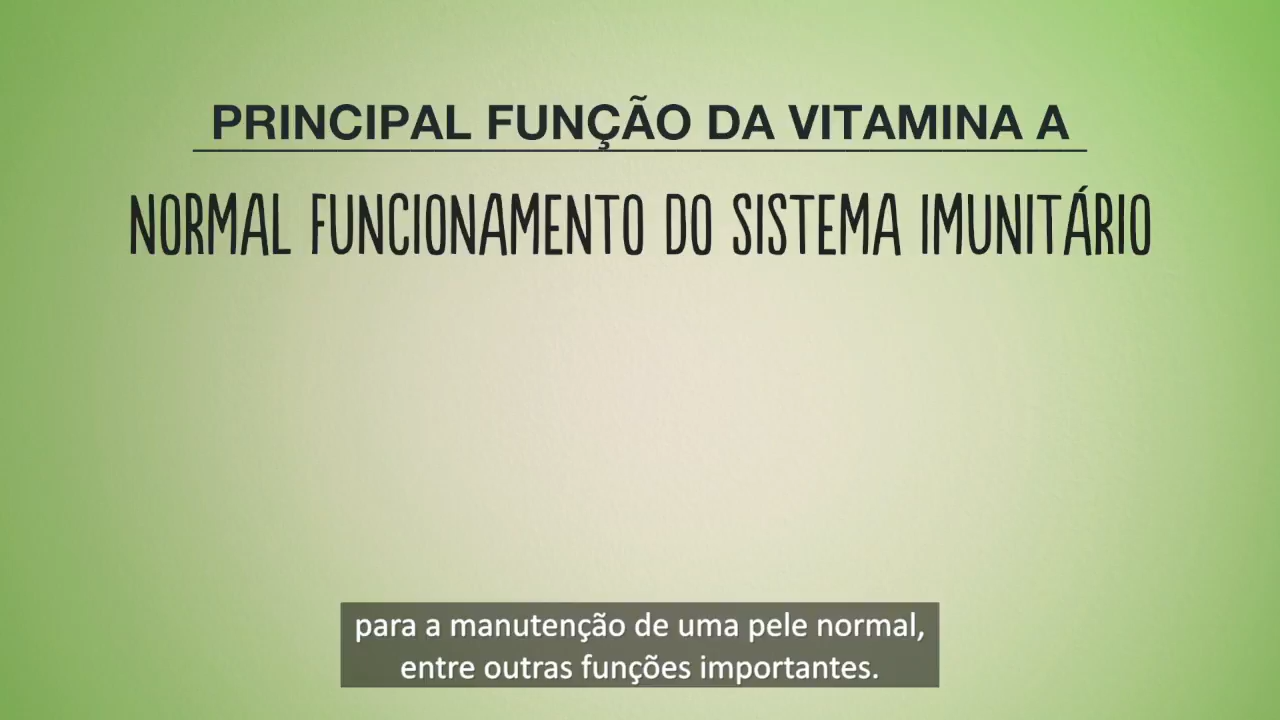 PRINCIPAL FUNÇÃO DA VITAMINA A
NORMAL FUNCIONAMENTO DO SISTEMA IMUNITÁRIO
para a manutenção de uma pele normal,
entre outras funções importantes.